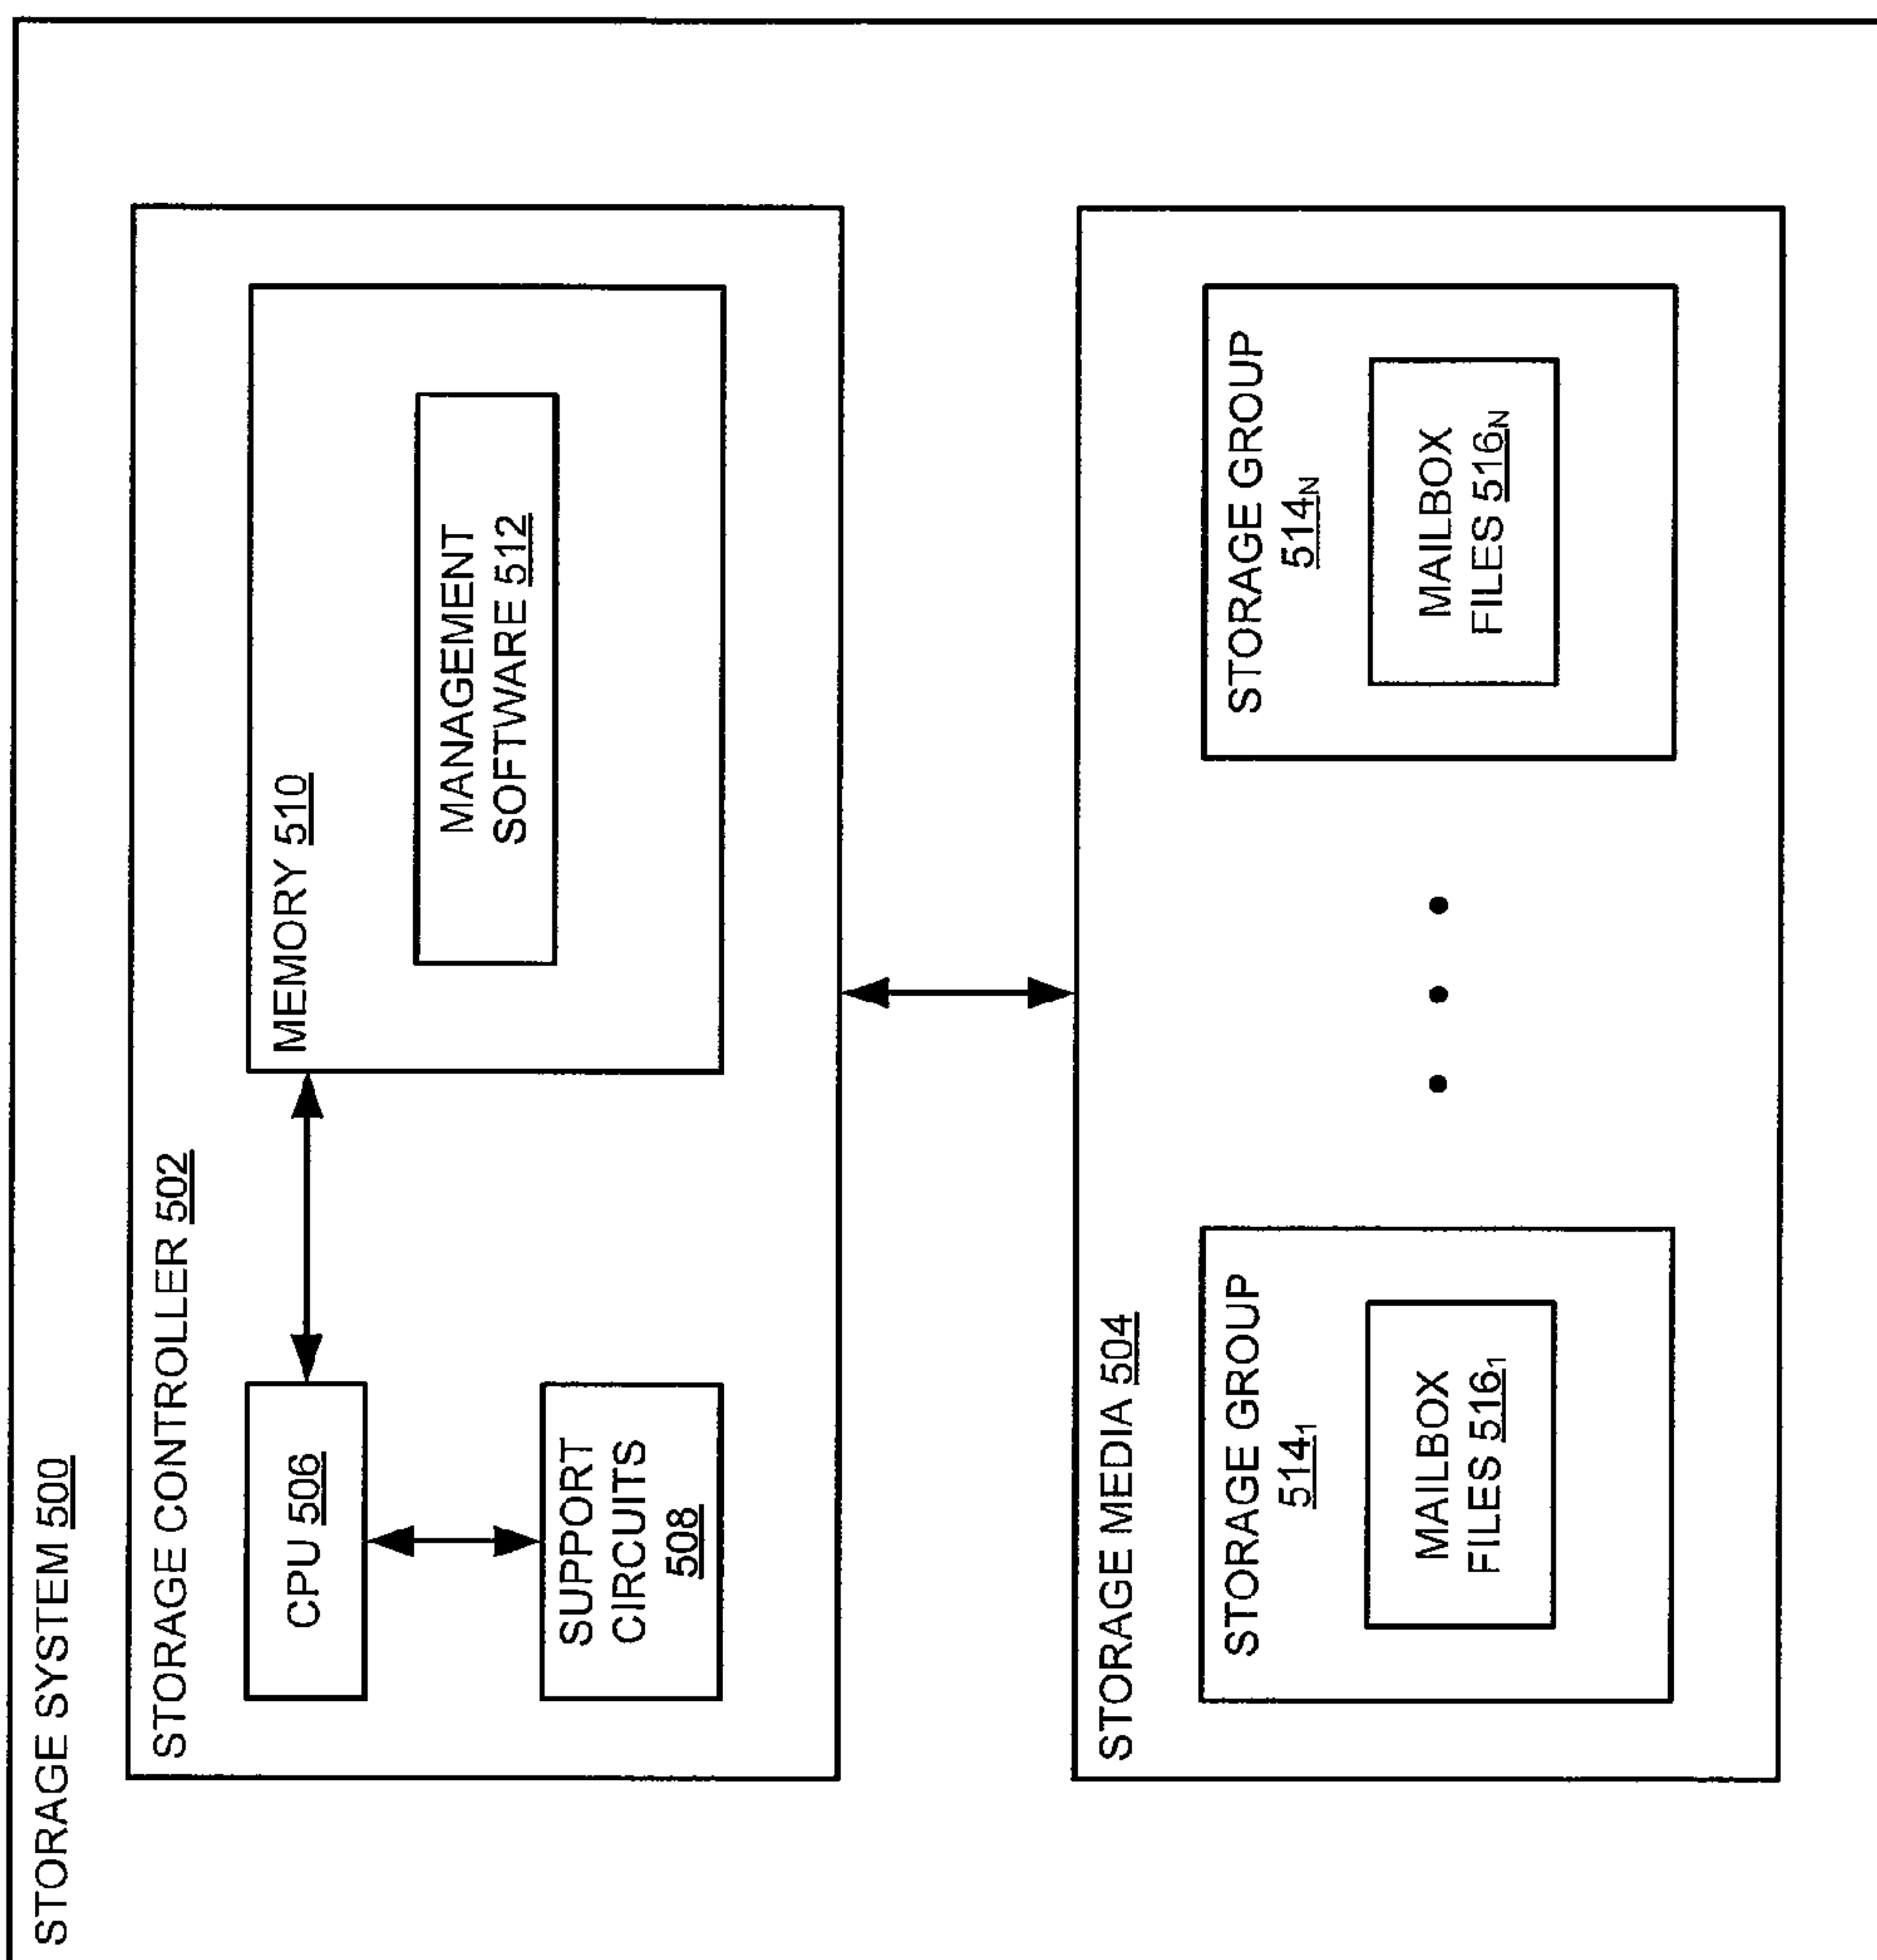 STORAGE SYSTEM 500
STORAGE CONTROLLER 502
CPU 506
SUPPORT
CIRCUITS
508
MEMORY 510
MANAGEMENT
SOFTWARE 512
STORAGE MEDIA 504
STORAGE GROUP
514₁
MAILBOX
FILES 516₁
STORAGE GROUP
514N
MAILBOX
FILES 516N